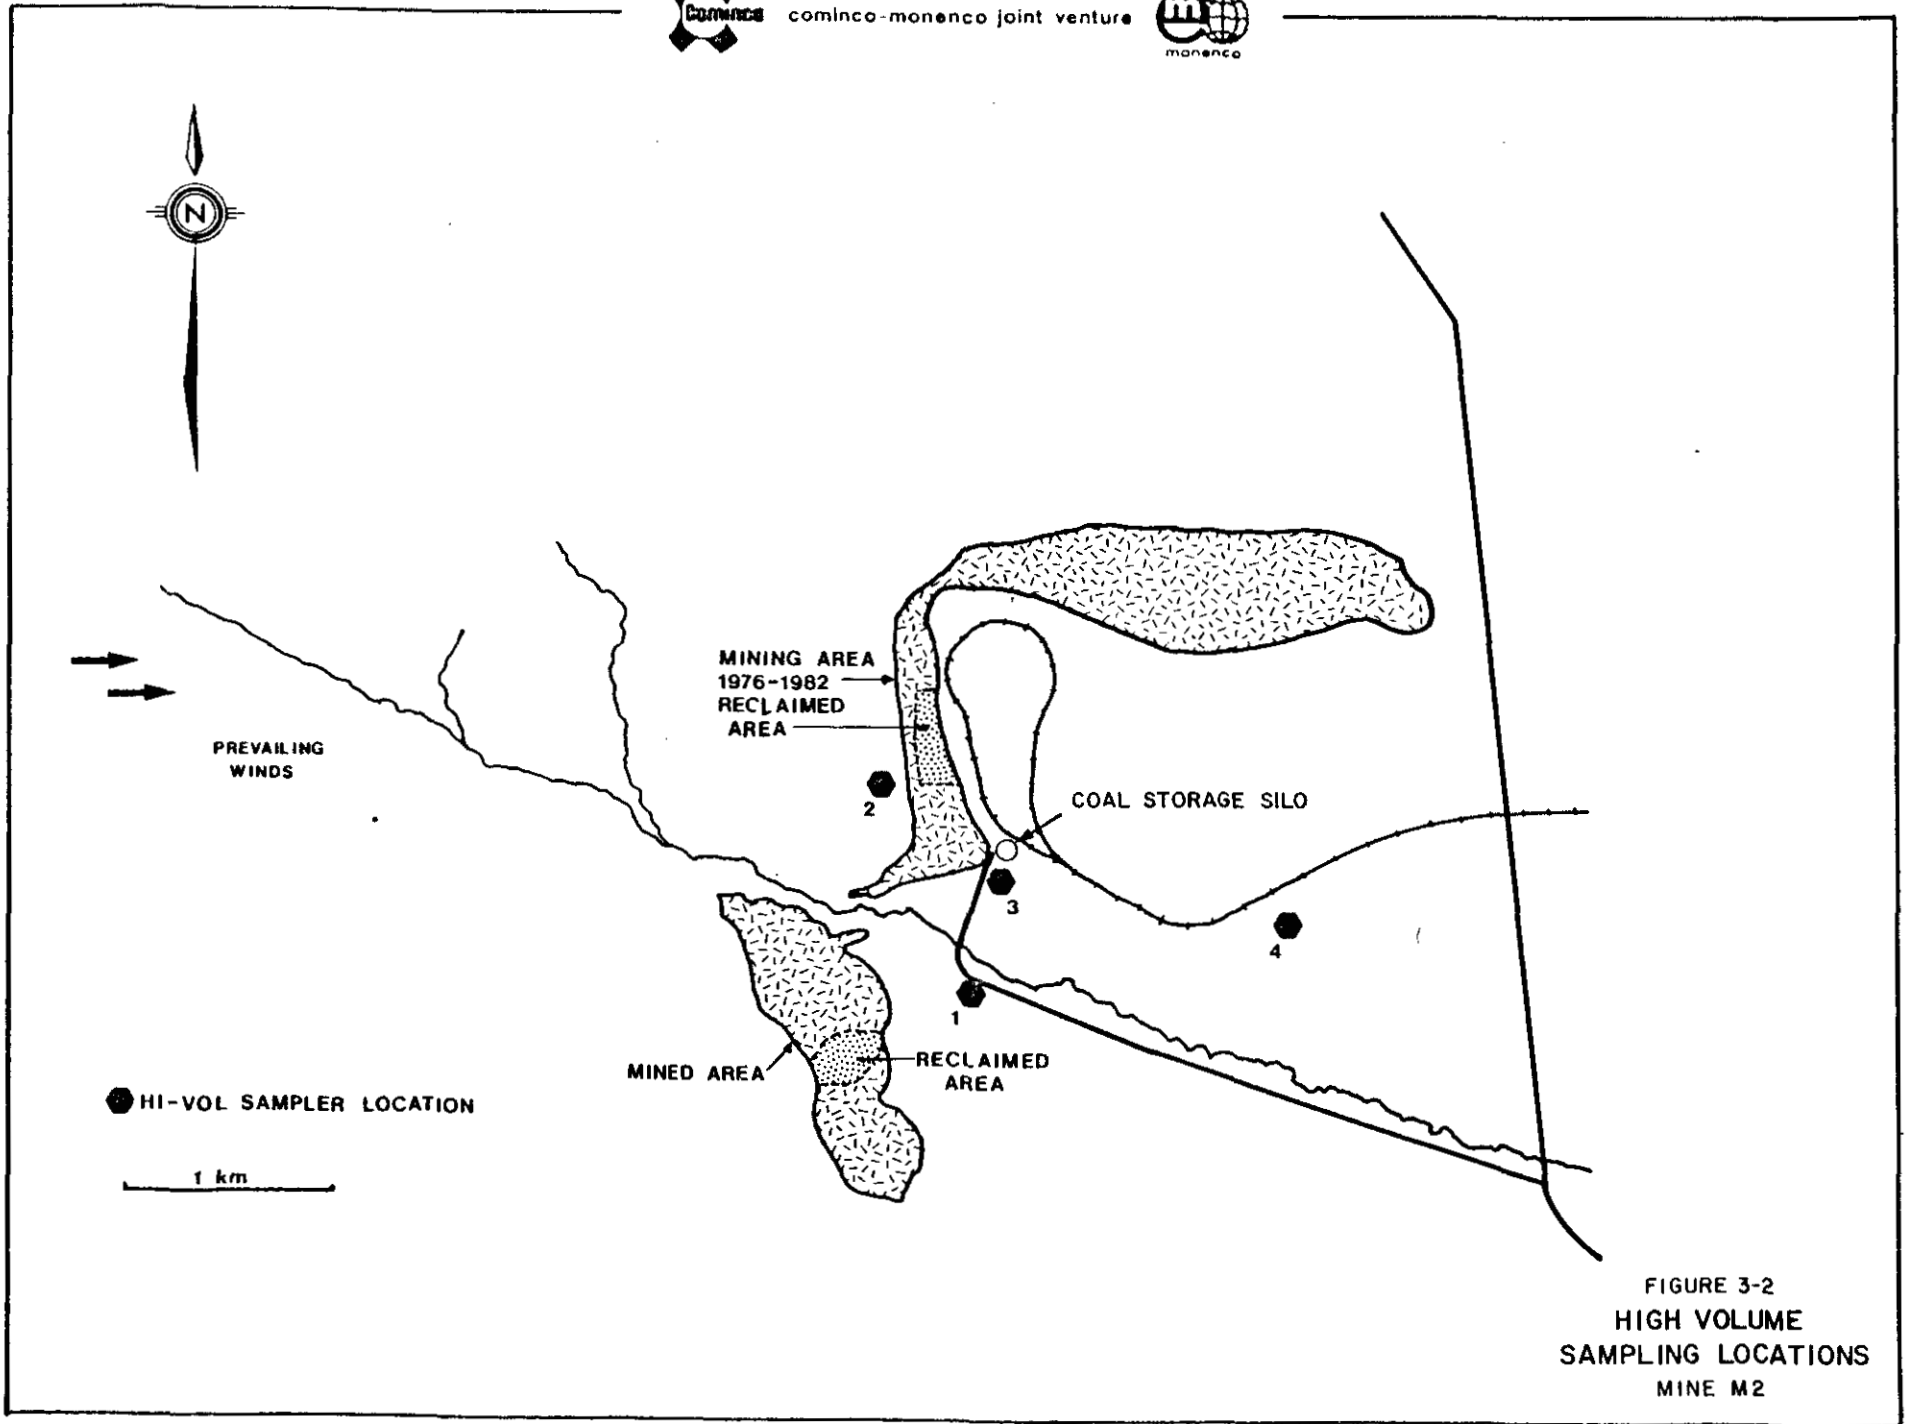 Cominco
cominco-monenco joint venture
m
monenco
N
MINING AREA
1976-1982
RECLAIMED
AREA
PREVAILING
WINDS
2
COAL STORAGE SILO
3
4
1
MINED AREA
RECLAIMED
AREA
HI-VOL SAMPLER LOCATION
1 km
FIGURE 3-2
HIGH VOLUME
SAMPLING LOCATIONS
MINE M2